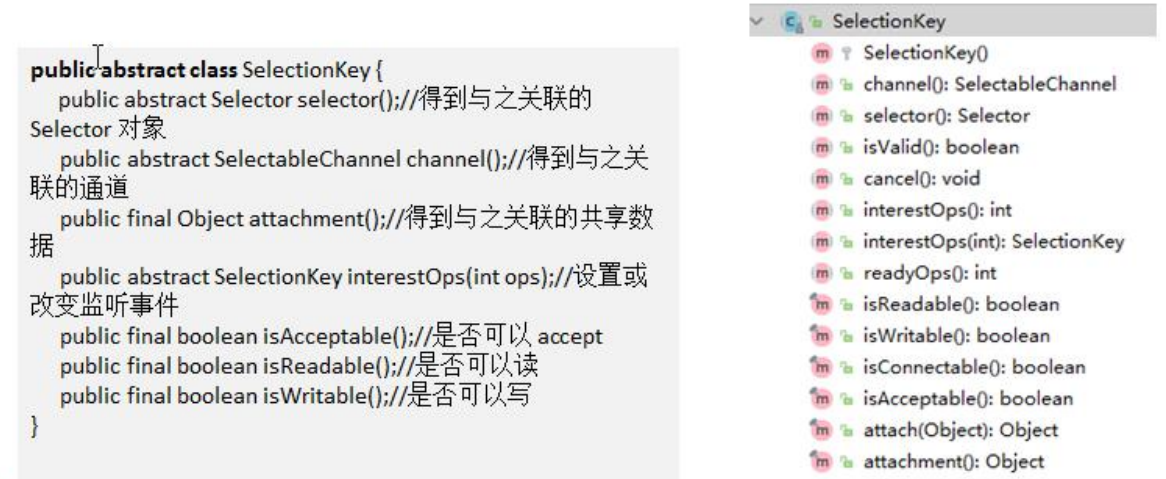 public abstract class SelectionKey {
public abstract Selector selector();//得到与之关联的
Selector 对象
public abstract SelectableChannel channel();//得到与之关
联的通道
public final Object attachment();//得到与之关联的共享数
据
public abstract SelectionKey interestOps(int ops);//设置或
改变监听事件
public final boolean isAcceptable();//是否可以 accept
public final boolean isReadable();//是否可以读
public final boolean isWritable();//是否可以写
}
SelectionKey
SelectionKey()
channel(): SelectableChannel
selector(): Selector
isValid(): boolean
cancel(): void
interestOps(): int
interestOps(int): SelectionKey
readyOps(): int
isReadable(): boolean
isWritable(): boolean
isConnectable(): boolean
isAcceptable(): boolean
attach(Object): Object
attachment(): Object